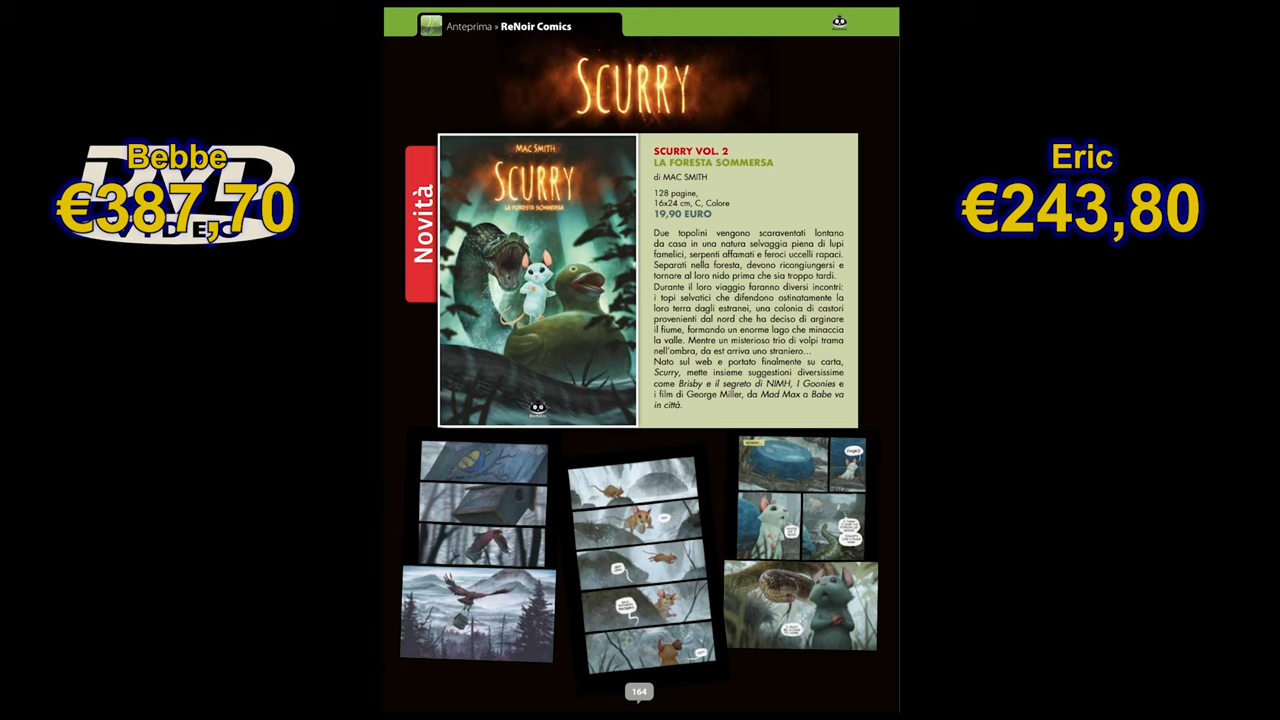 Anteprima » ReNoir Comics
SCURRY
Bebbe
€387,70
Eric
€243,80
Novità
MAC SMITH
SCURRY
LA FORESTA SOMMERSA
SCURRY VOL. 2
LA FORESTA SOMMERSA
di MAC SMITH
128 pagine,
16x24 cm, C, Colore
19,90 EURO
Due topolini vengono scaraventati lontano
da casa in una natura selvaggia piena di lupi
famelici, serpenti affamati e feroci uccelli rapaci.
Separati nella foresta, devono ricongiungersi e
tornare al loro nido prima che sia troppo tardi.
Durante il loro viaggio faranno diversi incontri:
i topi selvatici che difendono ostinatamente la
loro terra dagli estranei, una colonia di castori
provenienti dal nord che ha deciso di arginare
il fiume, formando un enorme lago che minaccia
la valle. Mentre un misterioso trio di volpi trama
nell'ombra, da est arriva uno straniero...
Nato sul web e portato finalmente su carta,
Scurry, mette insieme suggestioni diversissime
come Brisby e il segreto di NIMH, I Goonies e
i film di George Miller, da Mad Max a Babe va
in città.
164